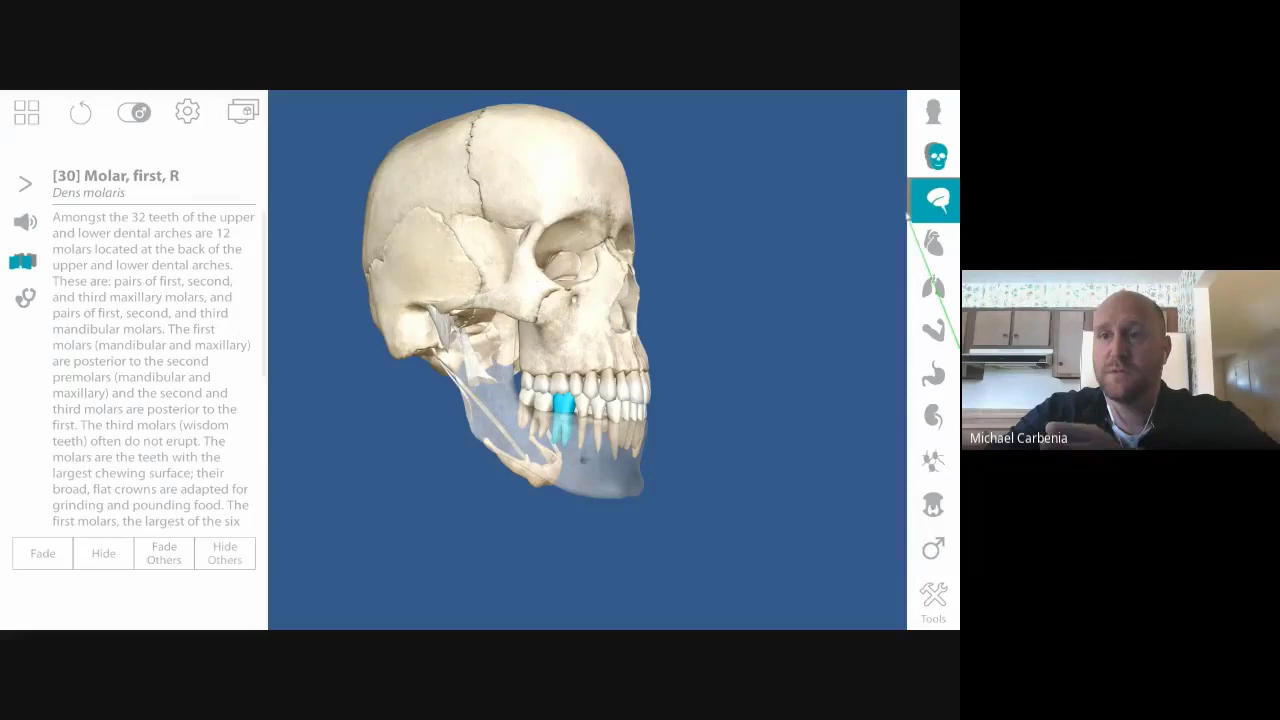 [30] Molar, first, R
Dens molaris
Amongst the 32 teeth of the upper
and lower dental arches are 12
molars located at the back of the
upper and lower dental arches.
These are: pairs of first, second,
and third maxillary molars, and
pairs of first, second, and third
mandibular molars. The first
molars (mandibular and maxillary)
are posterior to the second
premolars (mandibular and
maxillary) and the second and
third molars are posterior to the
first. The third molars (wisdom
teeth) often do not erupt. The
molars are the teeth with the
largest chewing surface; their
broad, flat crowns are adapted for
grinding and pounding food. The
first molars, the largest of the six
Fade
Hide
Fade
Others
Hide
Others
Tools
Michael Carbenia